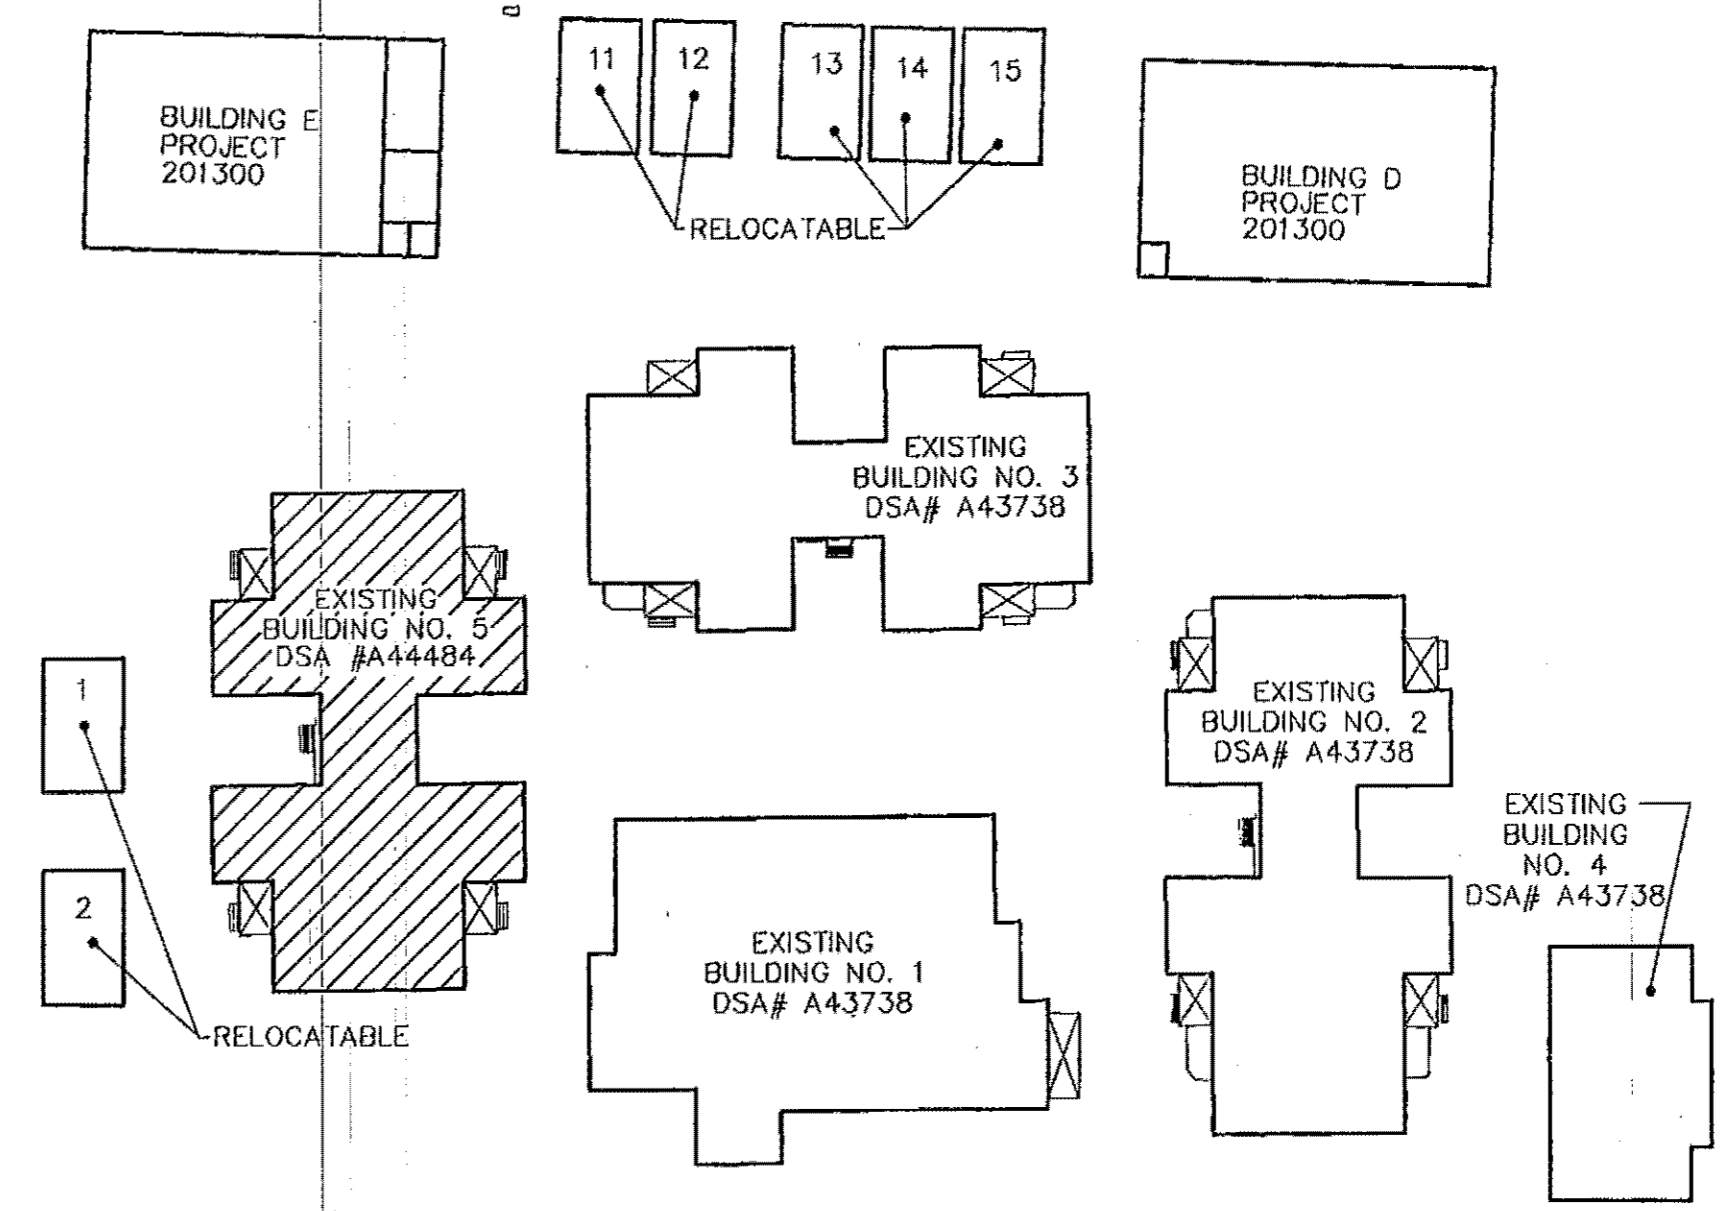 11
12
13
14
15
BUILDING E
PROJECT
201300
BUILDING D
PROJECT
201300
RELOCATABLE
EXISTING
BUILDING NO. 3
DSA# A43738
EXISTING
BUILDING NO. 5
DSA #A44484
1
2
RELOCATABLE
EXISTING
BUILDING NO. 2
DSA# A43738
EXISTING
BUILDING
NO. 4
DSA# A43738
EXISTING
BUILDING NO. 1
DSA# A43738